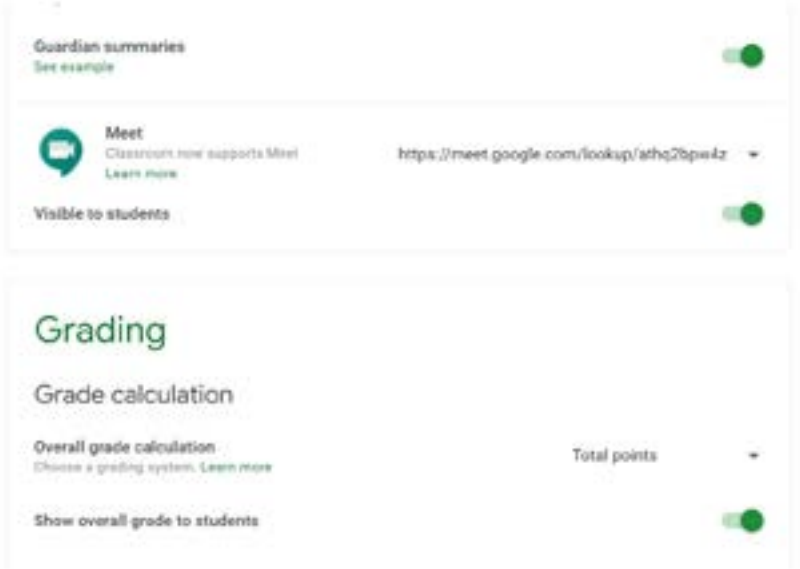 Guardian summaries
See example
Meet
Classroom now supports Meet
https://meet.google.com/lookup/athq2bpw4z
Learn more
Visible to students
Grading
Grade calculation
Overall grade calculation
Total points
Choose a grading system. Learn more
Show overall grade to students